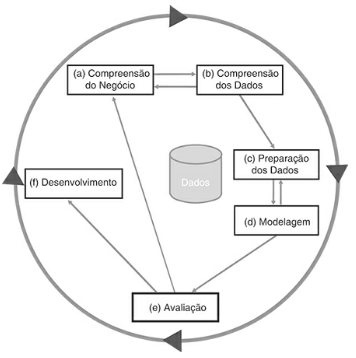 (a) Compreensão
do Negócio
(b) Compreensão
dos Dados
(c) Preparação
dos Dados
Dados
(f) Desenvolvimento
(d) Modelagem
(e) Avaliação